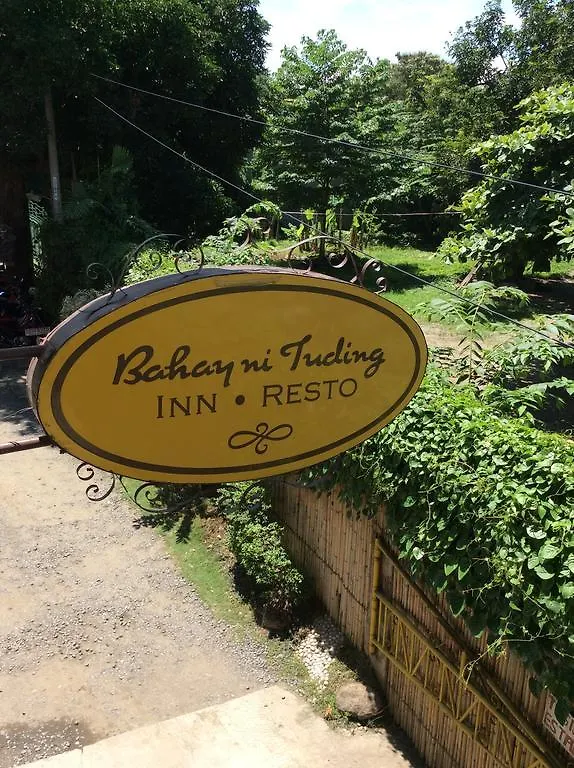 Bahay ni Tuding
INN • RESTO